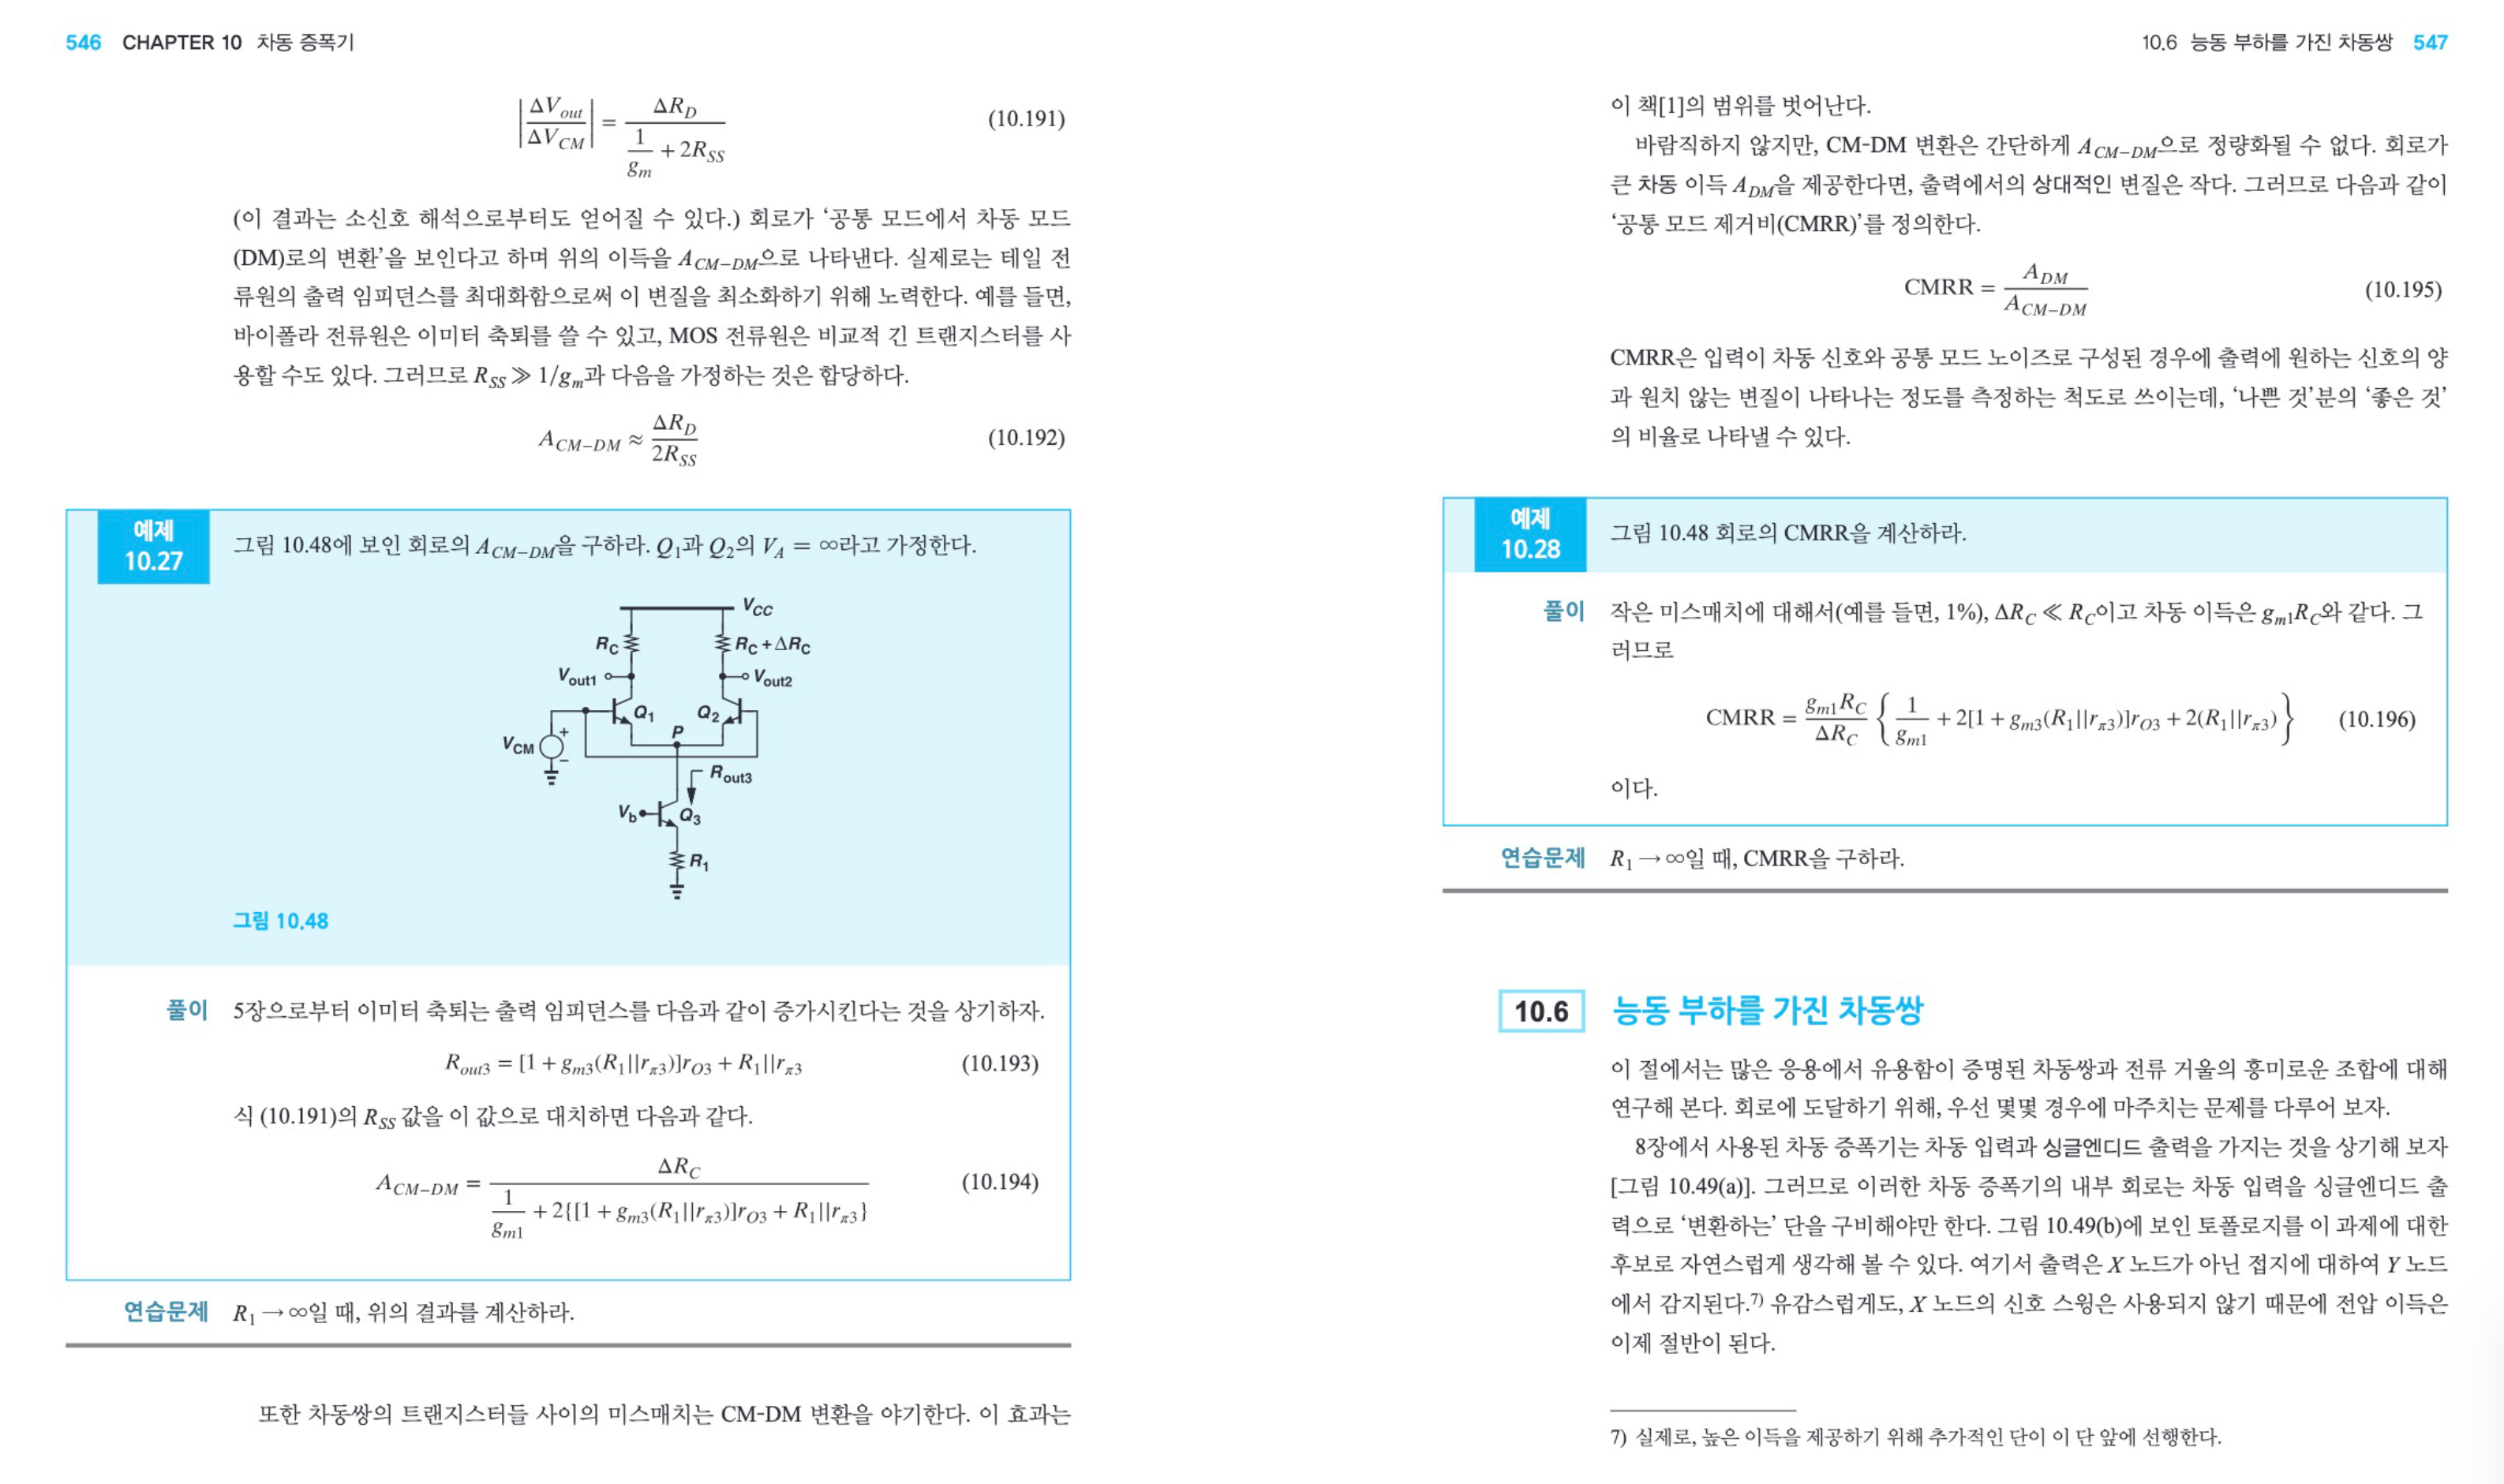 546 CHAPTER 10 차동 증폭기
|ΔV_out/ΔV_CM| = ΔR_D / (1/g_m + 2R_SS) (10.191)
(이 결과는 소신호 해석으로부터도 얻어질 수 있다.) 회로가 ‘공통 모드에서 차동 모드
(DM)로의 변환’을 보인다고 하며 위의 이득을 A_CM−DM으로 나타낸다. 실제로는 테일 전
류원의 출력 임피던스를 최대화함으로써 이 변질을 최소화하기 위해 노력한다. 예를 들면,
바이폴라 전류원은 이미터 축퇴를 쓸 수 있고, MOS 전류원은 비교적 긴 트랜지스터를 사
용할 수도 있다. 그러므로 R_SS ≫ 1/g_m과 다음을 가정하는 것은 합당하다.
A_CM−DM ≈ ΔR_D / 2R_SS (10.192)
예제
10.27
그림 10.48에 보인 회로의 A_CM−DM을 구하라. Q₁과 Q₂의 V_A = ∞라고 가정한다.
V_CC
R_C R_C + ΔR_C
V_out1 V_out2
Q₁ Q₂
P
V_CM + −
R_out3
V_b Q₃
R₁
그림 10.48
풀이 5장으로부터 이미터 축퇴는 출력 임피던스를 다음과 같이 증가시킨다는 것을 상기하자.
R_out3 = [1 + g_m3(R₁||r_π3)]r_O3 + R₁||r_π3 (10.193)
식 (10.191)의 R_SS 값을 이 값으로 대치하면 다음과 같다.
A_CM−DM = ΔR_C / (1/g_m1 + 2{[1 + g_m3(R₁||r_π3)]r_O3 + R₁||r_π3}) (10.194)
연습문제 R₁ → ∞일 때, 위의 결과를 계산하라.
또한 차동쌍의 트랜지스터들 사이의 미스매치는 CM-DM 변환을 야기한다. 이 효과는
10.6 능동 부하를 가진 차동쌍 547
이 책[1]의 범위를 벗어난다.
바람직하지 않지만, CM-DM 변환은 간단하게 A_CM−DM으로 정량화될 수 없다. 회로가
큰 차동 이득 A_DM을 제공한다면, 출력에서의 상대적인 변질은 작다. 그러므로 다음과 같이
‘공통 모드 제거비(CMRR)’를 정의한다.
CMRR = A_DM / A_CM−DM (10.195)
CMRR은 입력이 차동 신호와 공통 모드 노이즈로 구성된 경우에 출력에 원하는 신호의 양
과 원치 않는 변질이 나타나는 정도를 측정하는 척도로 쓰이는데, ‘나쁜 것’분의 ‘좋은 것’
의 비율로 나타낼 수 있다.
예제
10.28
그림 10.48 회로의 CMRR을 계산하라.
풀이 작은 미스매치에 대해서(예를 들면, 1%), ΔR_C ≪ R_C이고 차동 이득은 g_m1R_C와 같다. 그
러므로
CMRR = (g_m1R_C / ΔR_C) {1/g_m1 + 2[1 + g_m3(R₁||r_π3)]r_O3 + 2(R₁||r_π3)} (10.196)
이다.
연습문제 R₁ → ∞일 때, CMRR을 구하라.
10.6 능동 부하를 가진 차동쌍
이 절에서는 많은 응용에서 유용함이 증명된 차동쌍과 전류 거울의 흥미로운 조합에 대해
연구해 본다. 회로에 도달하기 위해, 우선 몇몇 경우에 마주치는 문제를 다루어 보자.
8장에서 사용된 차동 증폭기는 차동 입력과 싱글엔디드 출력을 가지는 것을 상기해 보자
[그림 10.49(a)]. 그러므로 이러한 차동 증폭기의 내부 회로는 차동 입력을 싱글엔디드 출
력으로 ‘변환하는’ 단을 구비해야만 한다. 그림 10.49(b)에 보인 토폴로지를 이 과제에 대한
후보로 자연스럽게 생각해 볼 수 있다. 여기서 출력은 X 노드가 아닌 접지에 대하여 Y 노드
에서 감지된다.⁷⁾ 유감스럽게도, X 노드의 신호 스윙은 사용되지 않기 때문에 전압 이득은
이제 절반이 된다.
7) 실제로, 높은 이득을 제공하기 위해 추가적인 단이 이 단 앞에 선행한다.